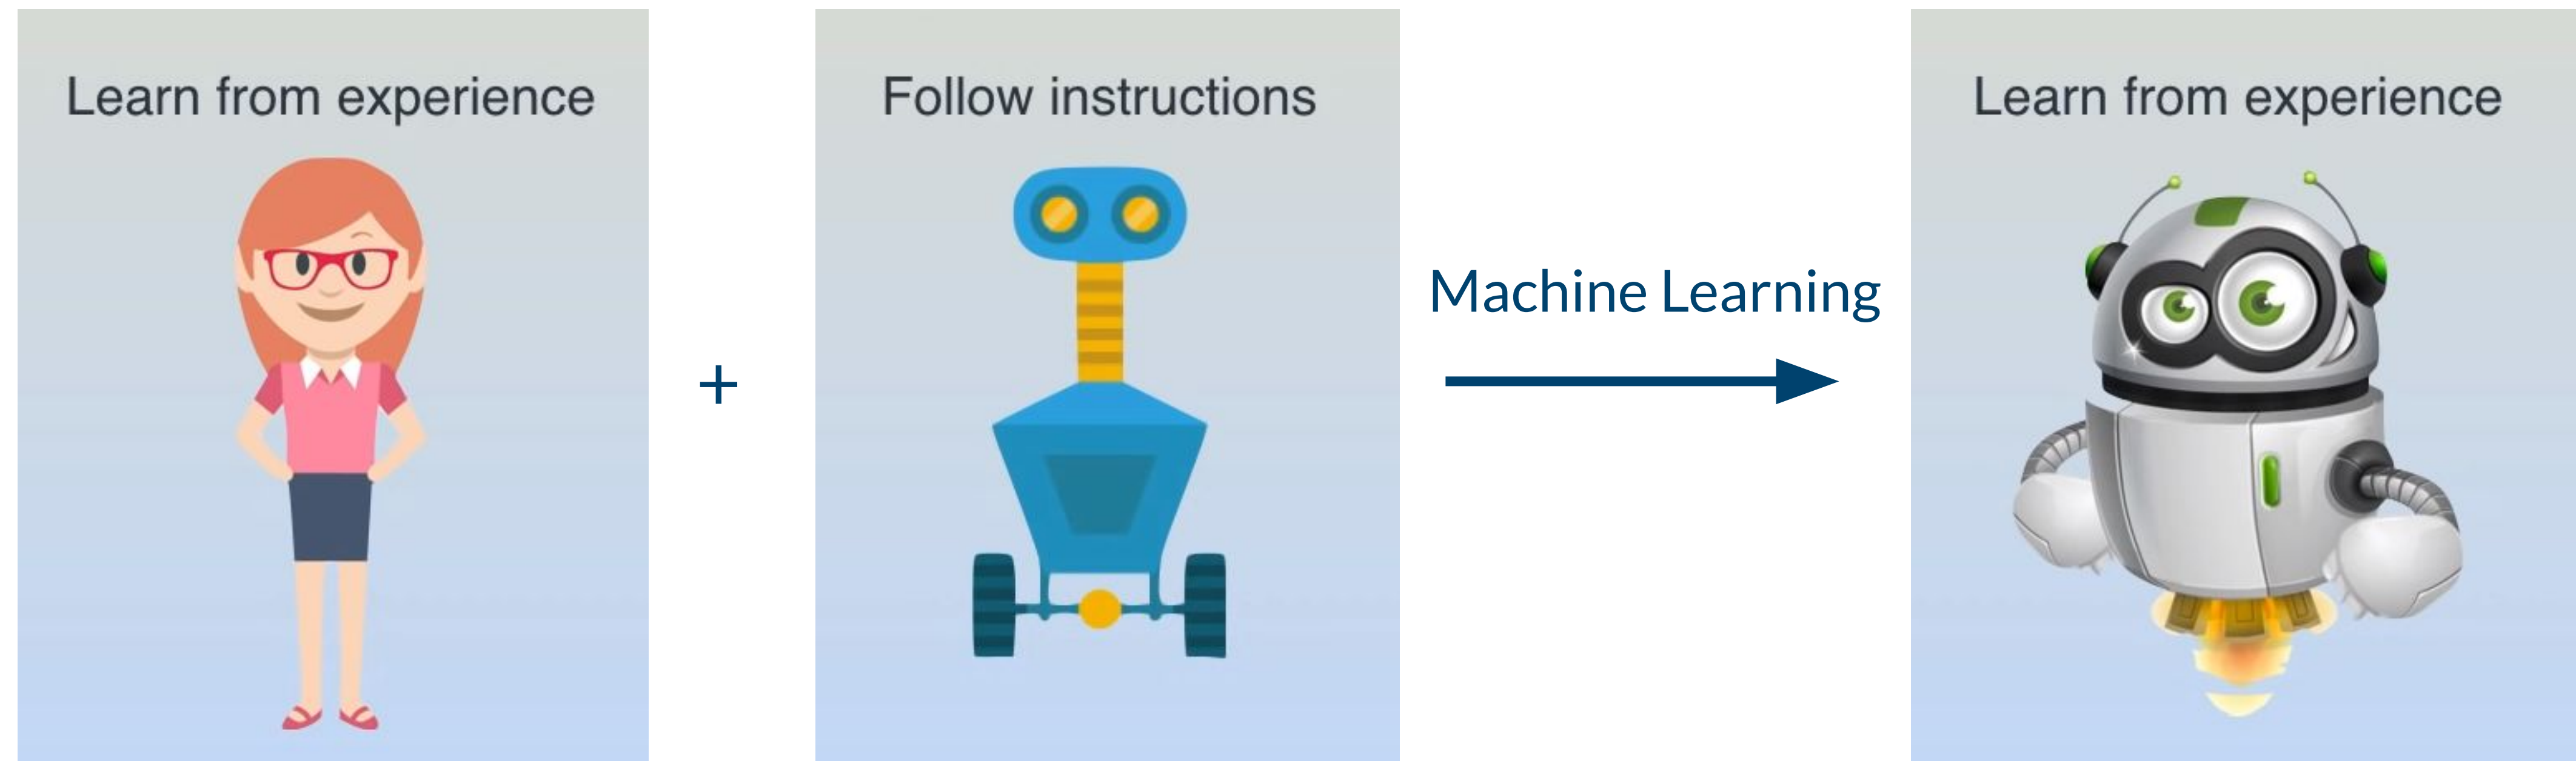 Learn from experience
+
Follow instructions
Machine Learning
Learn from experience